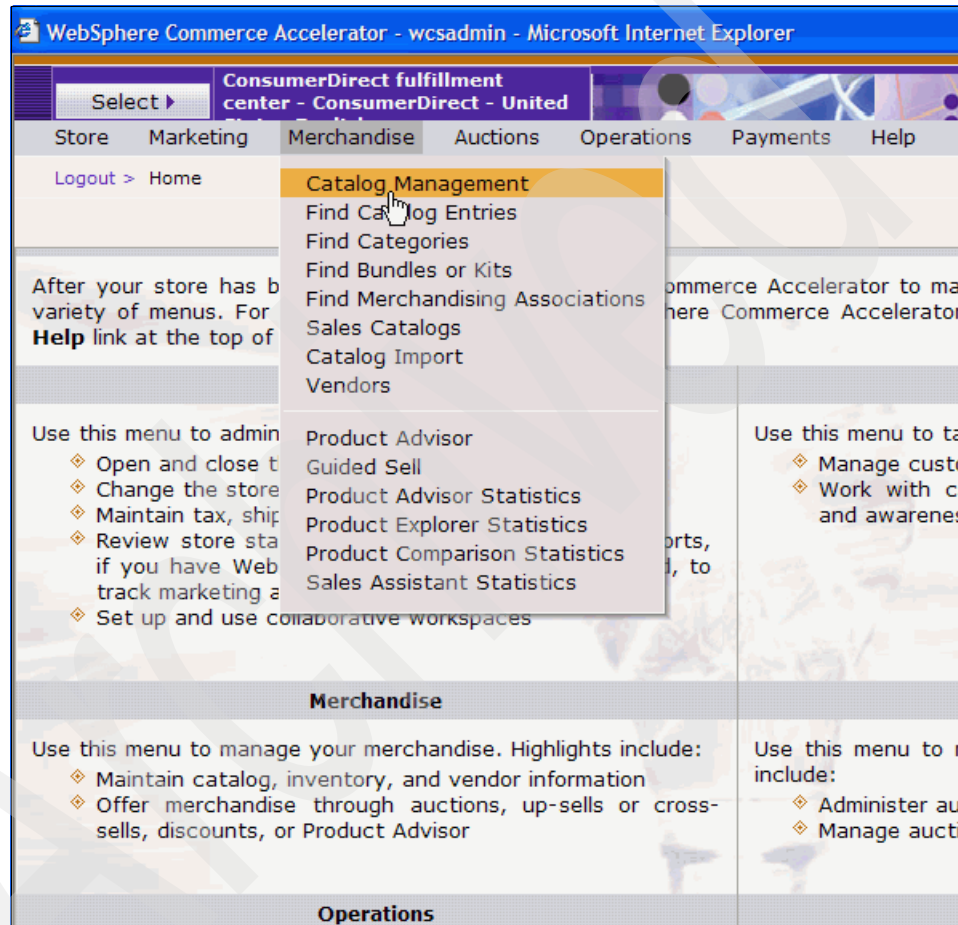 WebSphere Commerce Accelerator - wcsadmin - Microsoft Internet Explorer
Select
ConsumerDirect fulfillment
center - ConsumerDirect - United
Store Marketing Merchandise Auctions Operations Payments Help
Logout > Home
Catalog Management
Find Catalog Entries
Find Categories
Find Bundles or Kits
Find Merchandising Associations
Sales Catalogs
Catalog Import
Vendors
Product Advisor
Guided Sell
Product Advisor Statistics
Product Explorer Statistics
Product Comparison Statistics
Sales Assistant Statistics
After your store has b
ommerce Accelerator to ma
variety of menus. For
here Commerce Accelerator
Help link at the top of
Use this menu to admin
Open and close t
Change the store
Maintain tax, ship
Review store sta
orts,
if you have Web
d, to
track marketing a
Set up and use collaborative workspaces
Use this menu to ta
Manage custo
Work with c
and awarenes
Merchandise
Use this menu to manage your merchandise. Highlights include:
Maintain catalog, inventory, and vendor information
Offer merchandise through auctions, up-sells or cross-
sells, discounts, or Product Advisor
Use this menu to
include:
Administer au
Manage aucti
Operations